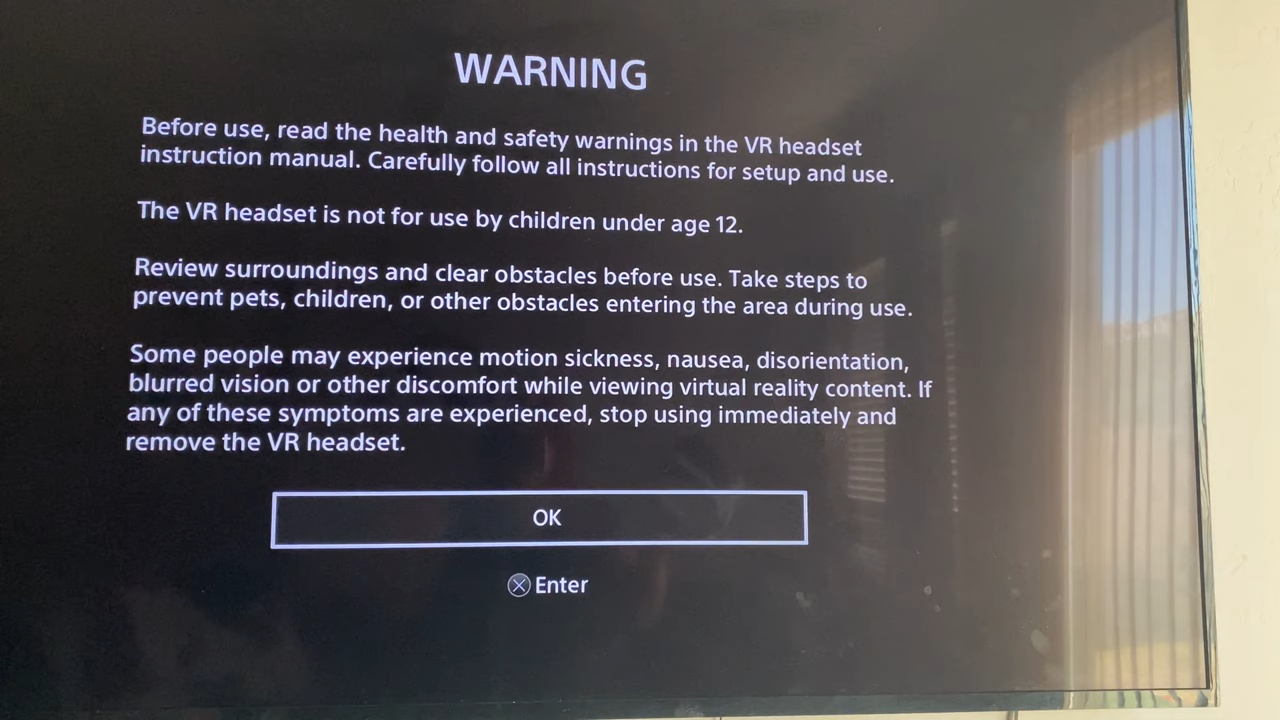 WARNING
Before use, read the health and safety warnings in the VR headset
instruction manual. Carefully follow all instructions for setup and use.
The VR headset is not for use by children under age 12.
Review surroundings and clear obstacles before use. Take steps to
prevent pets, children, or other obstacles entering the area during use.
Some people may experience motion sickness, nausea, disorientation,
blurred vision or other discomfort while viewing virtual reality content. If
any of these symptoms are experienced, stop using immediately and
remove the VR headset.
OK
Enter